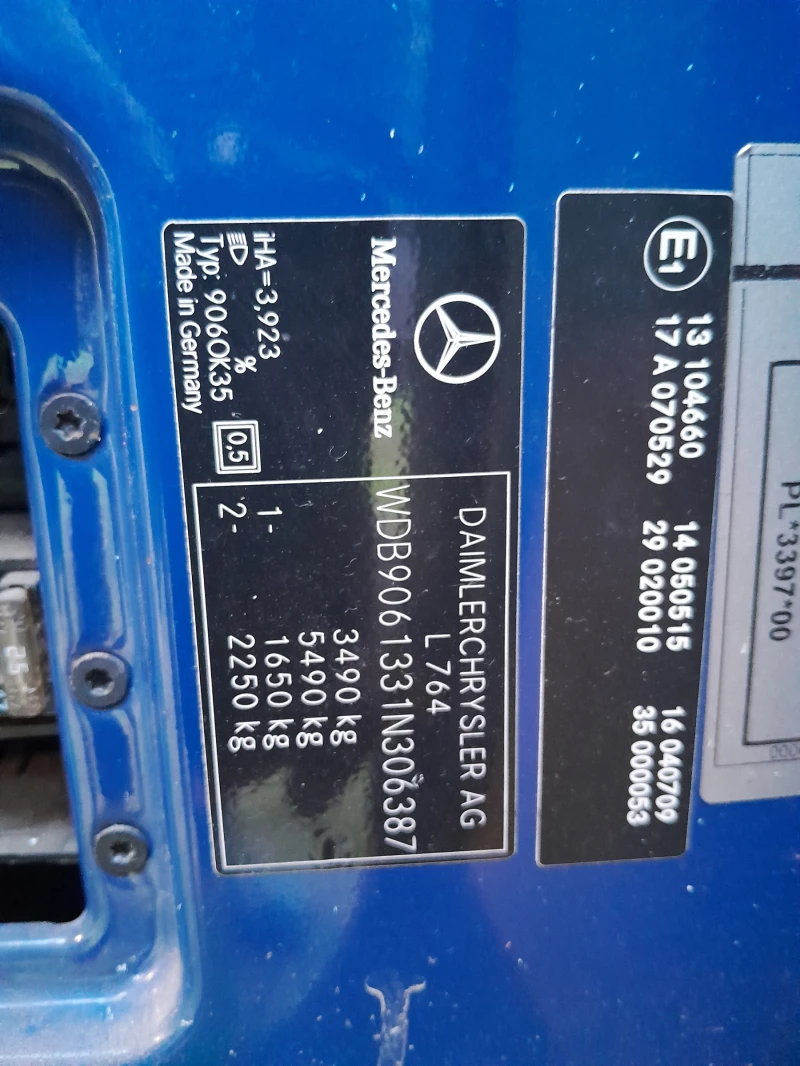 Mercedes-Benz
DAIMLERCHRYSLER AG
L 764
WDB9061331N306387
3490 kg
5490 kg
1- 1650 kg
2- 2250 kg
iHA=3,923
%
Typ: 906OK35
0,5
Made in Germany
E1
13 104660 14 050515 16 040709
17 A 070529 29 020010 35 000053
PL*3397*00
25